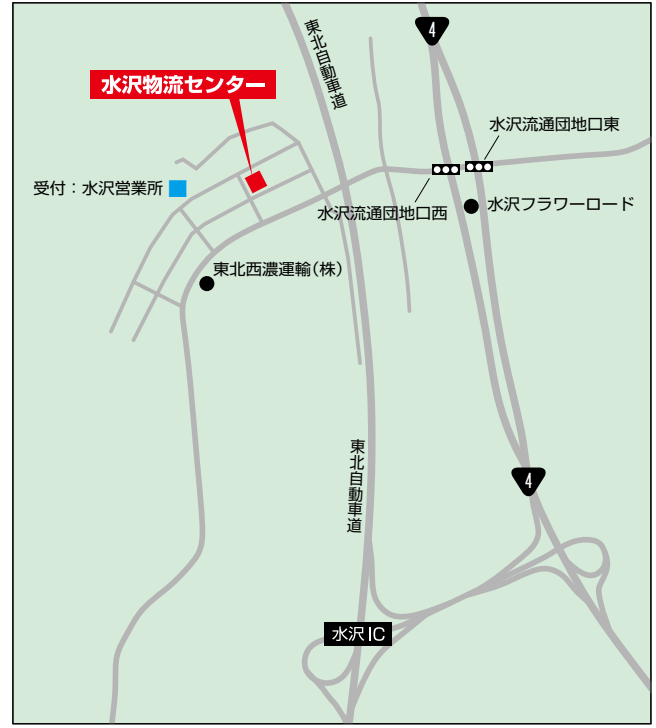 4
東北自動車道
水沢物流センター
水沢流通団地口東
受付：水沢営業所
水沢流通団地口西
水沢フラワーロード
東北西濃運輸(株)
東北自動車道
4
水沢IC